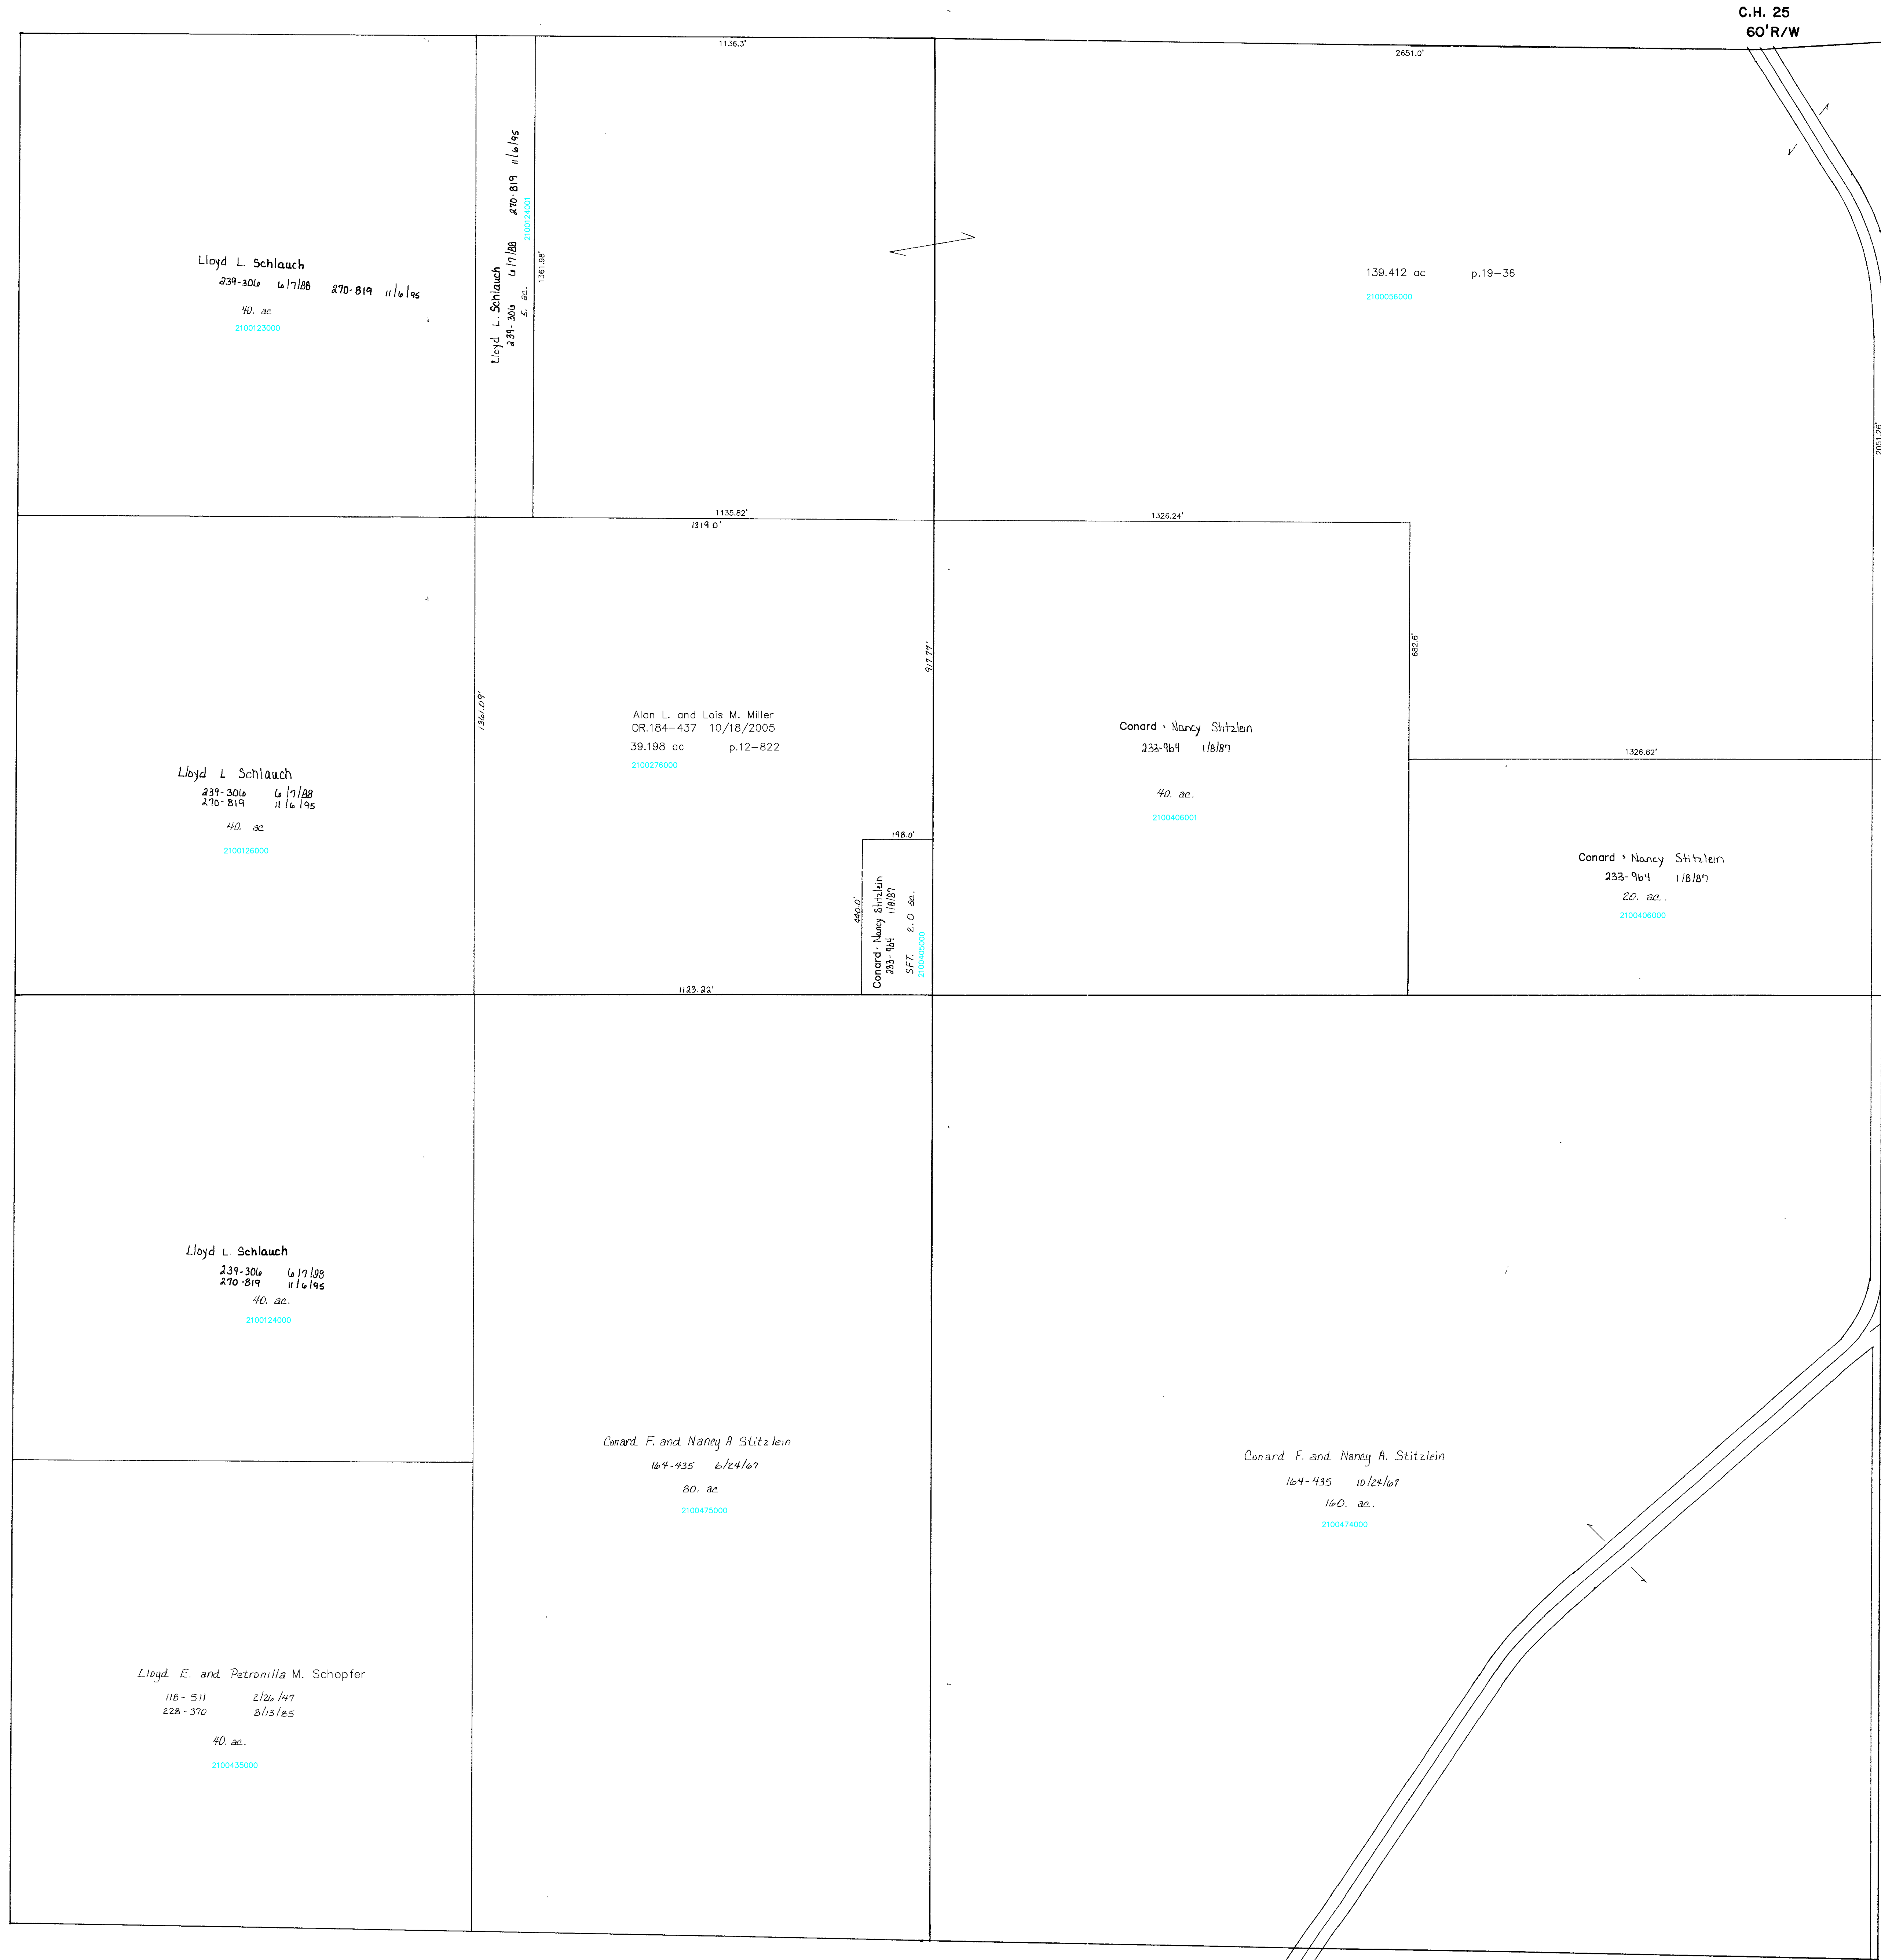 C.H. 25
60'R/W
1136.3'
2651.0'
Lloyd L. Schlauch
239-306 6/7/88 270-819 11/6/95
40. ac
2100123000
Lloyd L. Schlauch
239-306 6/7/88 270-819 11/6/95
5. ac.
2100124001
1361.98'
139.412 ac p.19-36
2100056000
2051.26'
1135.82'
1319.0'
1326.24'
Lloyd L Schlauch
239-306 6/7/88
270-819 11/6/95
40. ac
2100126000
1361.09'
Alan L. and Lois M. Miller
OR.184-437 10/18/2005
39.198 ac p.12-822
2100276000
917.77'
Conard & Nancy Stitzlein
233-964 1/8/87
40. ac.
2100406001
682.6'
1326.62'
Conard & Nancy Stitzlein
233-964 1/8/87
20. ac.
2100406000
198.0'
440.0'
Conard & Nancy Stitzlein
233-964 1/8/87
S.F.T. 2.0 ac.
2100405000
1123.22'
Lloyd L. Schlauch
239-306 6/7/88
270-819 11/6/95
40. ac.
2100124000
Conard F. and Nancy A Stitzlein
164-435 6/24/67
80. ac
2100475000
Conard F. and Nancy A. Stitzlein
164-435 10/24/67
160. ac.
2100474000
Lloyd E. and Petronilla M. Schopfer
118-511 2/26/47
228-370 8/13/85
40. ac.
2100438000